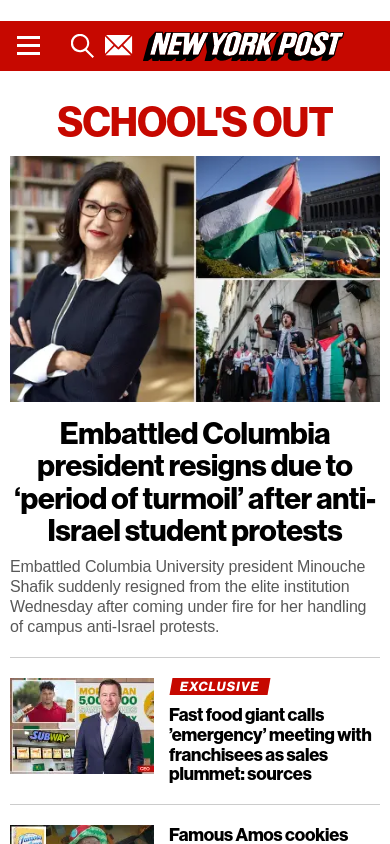 NEW YORK POST
SCHOOL'S OUT
Embattled Columbia
president resigns due to
‘period of turmoil’ after anti-
Israel student protests
Embattled Columbia University president Minouche
Shafik suddenly resigned from the elite institution
Wednesday after coming under fire for her handling
of campus anti-Israel protests.
SUBWAY
CEO
EXCLUSIVE
Fast food giant calls
’emergency’ meeting with
franchisees as sales
plummet: sources
Famous
Famous Amos cookies